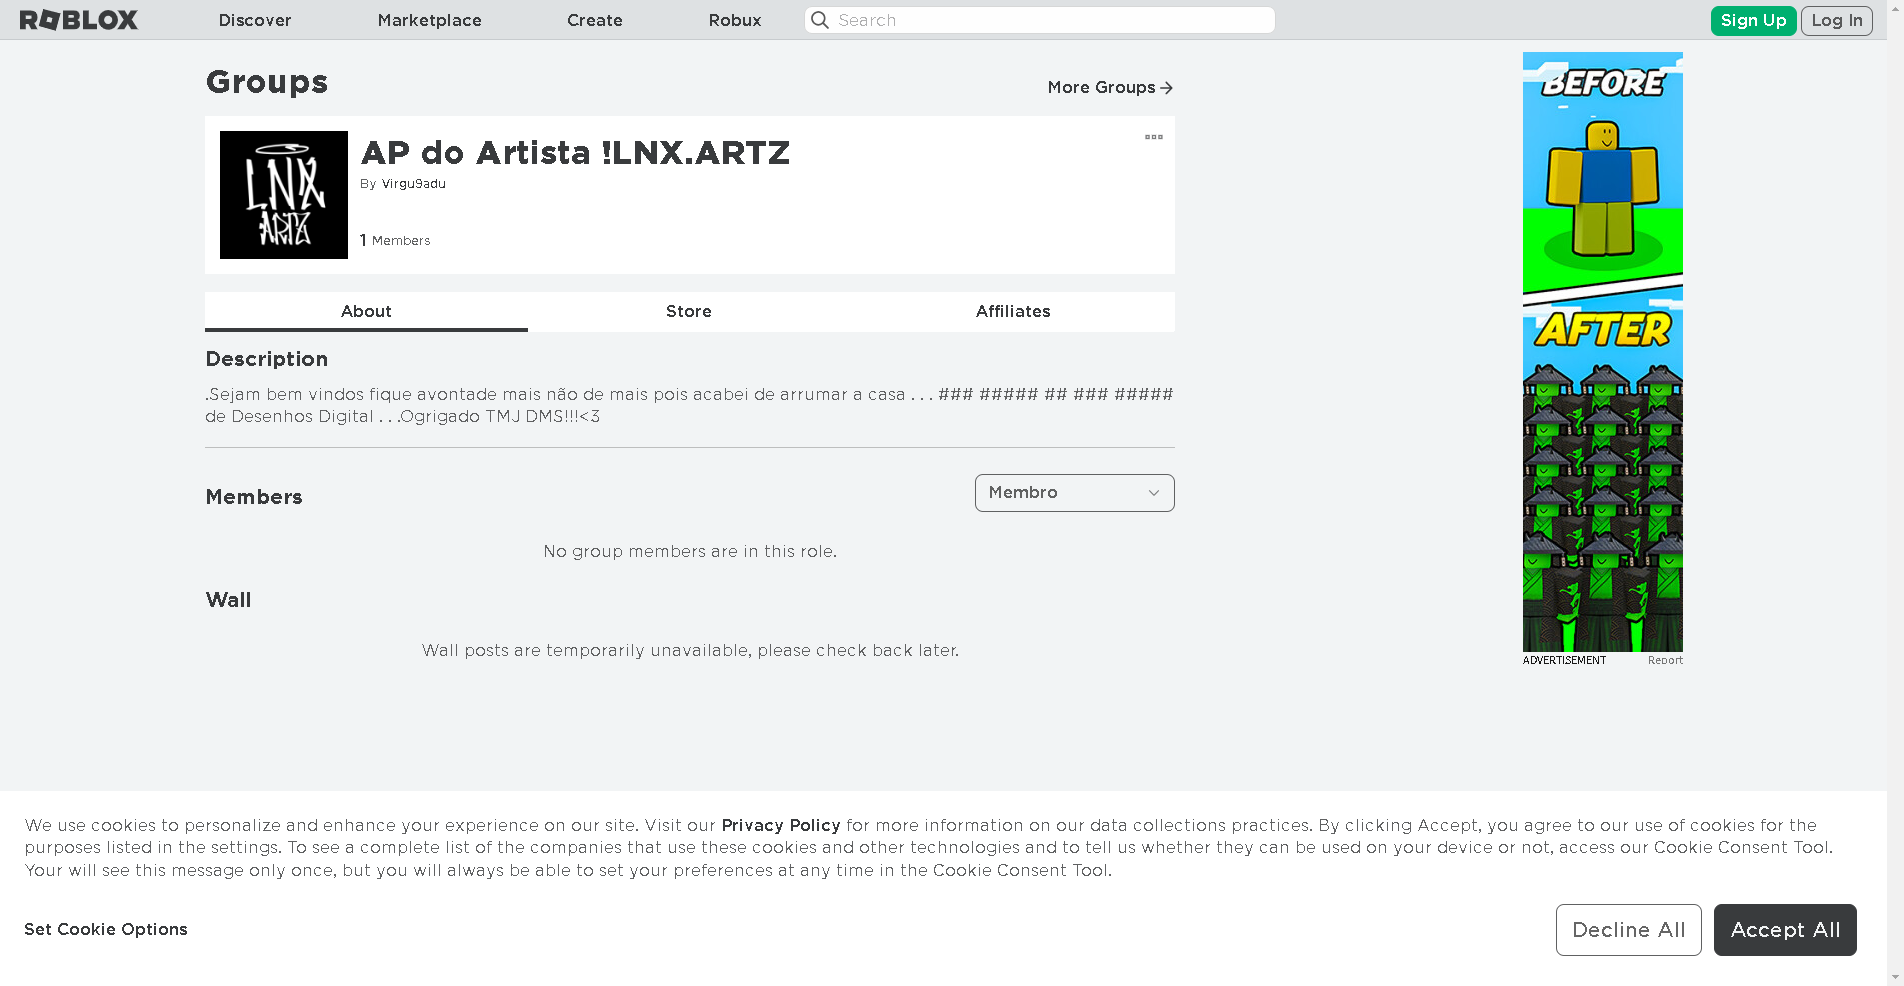 ROBLOX Discover Marketplace Create Robux Search Sign Up Log In
Groups
More Groups
LNX
ARTZ
AP do Artista !LNX.ARTZ
By Virgu9adu
1 Members
About Store Affiliates
Description
.Sejam bem vindos fique avontade mais não de mais pois acabei de arrumar a casa . . . ### ##### ## ### #####
de Desenhos Digital . . .Ogrigado TMJ DMS!!!<3
Members
Membro
No group members are in this role.
Wall
Wall posts are temporarily unavailable, please check back later.
BEFORE
AFTER
ADVERTISEMENT Report
We use cookies to personalize and enhance your experience on our site. Visit our Privacy Policy for more information on our data collections practices. By clicking Accept, you agree to our use of cookies for the
purposes listed in the settings. To see a complete list of the companies that use these cookies and other technologies and to tell us whether they can be used on your device or not, access our Cookie Consent Tool.
Your will see this message only once, but you will always be able to set your preferences at any time in the Cookie Consent Tool.
Set Cookie Options
Decline All
Accept All